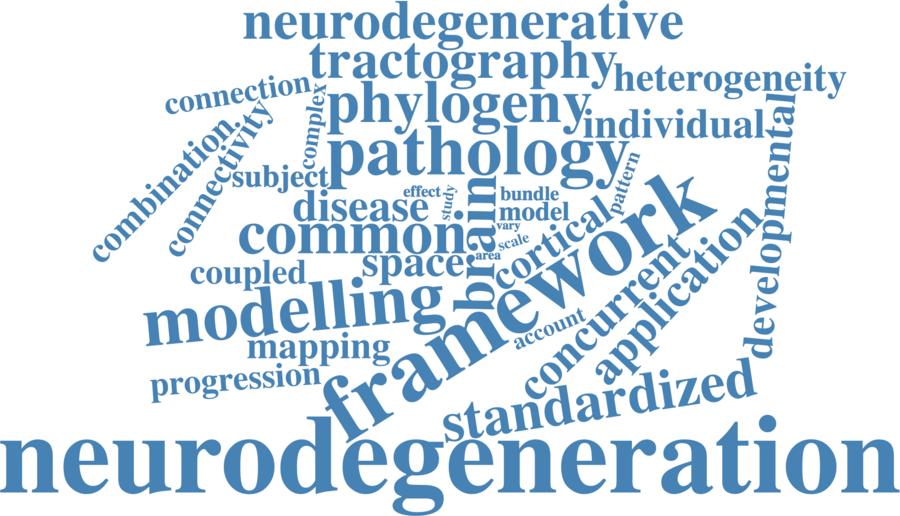 neurodegenerative
tractography
heterogeneity
connection
complex
phylogeny
individual
combination
connectivity
pathology
developmental
subject
pattern
effect
study
bundle
disease
brain
model
common
vary
scale
cortical
framework
area
space
coupled
concurrent
application
modelling
account
mapping
progression
standardized
neurodegeneration